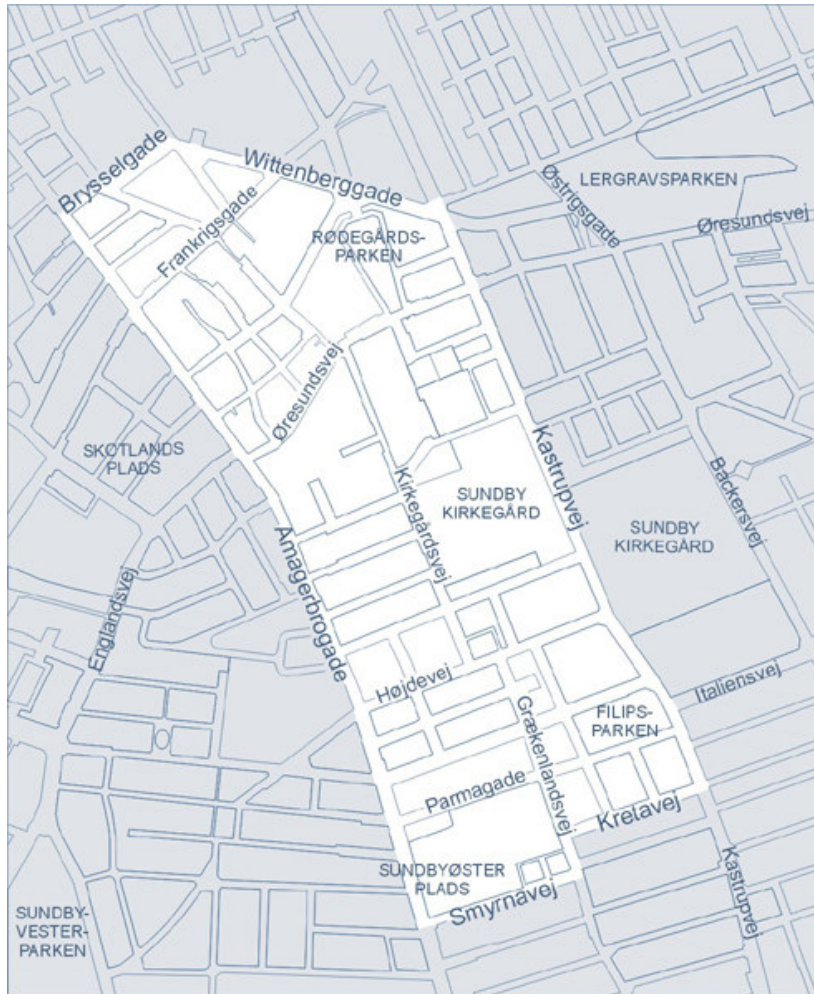 Brysselgade
Wittenberggade
Frankrigsgade
RØDEGÅRDS-
PARKEN
Østrigsgade
LERGRAVSPARKEN
Øresundsvej
Øresundsvej
SKOTLANDS
PLADS
Kirkegårdsvej
SUNDBY
KIRKEGÅRD
Kastrupvej
Backersvej
SUNDBY
KIRKEGÅRD
Amagerbrogade
Englandsvej
Højdevej
Italiensvej
Grækenlandsvej
FILIPS-
PARKEN
Parmagade
Kretavej
SUNDBYØSTER
PLADS
Smyrnavej
Kastrupvej
SUNDBY-
VESTER-
PARKEN